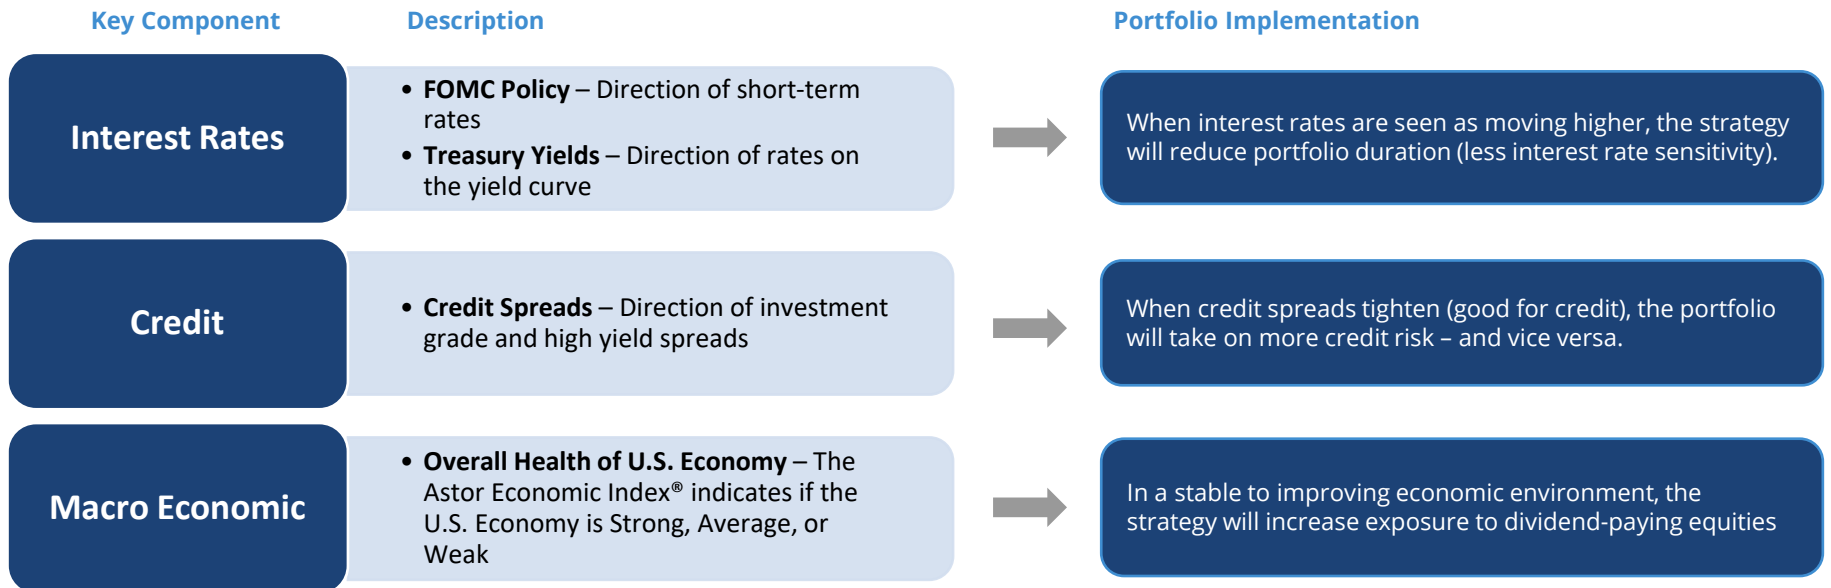 Key Component Description Portfolio Implementation
Interest Rates
• FOMC Policy – Direction of short-term
rates
• Treasury Yields – Direction of rates on
the yield curve
When interest rates are seen as moving higher, the strategy
will reduce portfolio duration (less interest rate sensitivity).
Credit
• Credit Spreads – Direction of investment
grade and high yield spreads
When credit spreads tighten (good for credit), the portfolio
will take on more credit risk – and vice versa.
Macro Economic
• Overall Health of U.S. Economy – The
Astor Economic Index® indicates if the
U.S. Economy is Strong, Average, or
Weak
In a stable to improving economic environment, the
strategy will increase exposure to dividend-paying equities